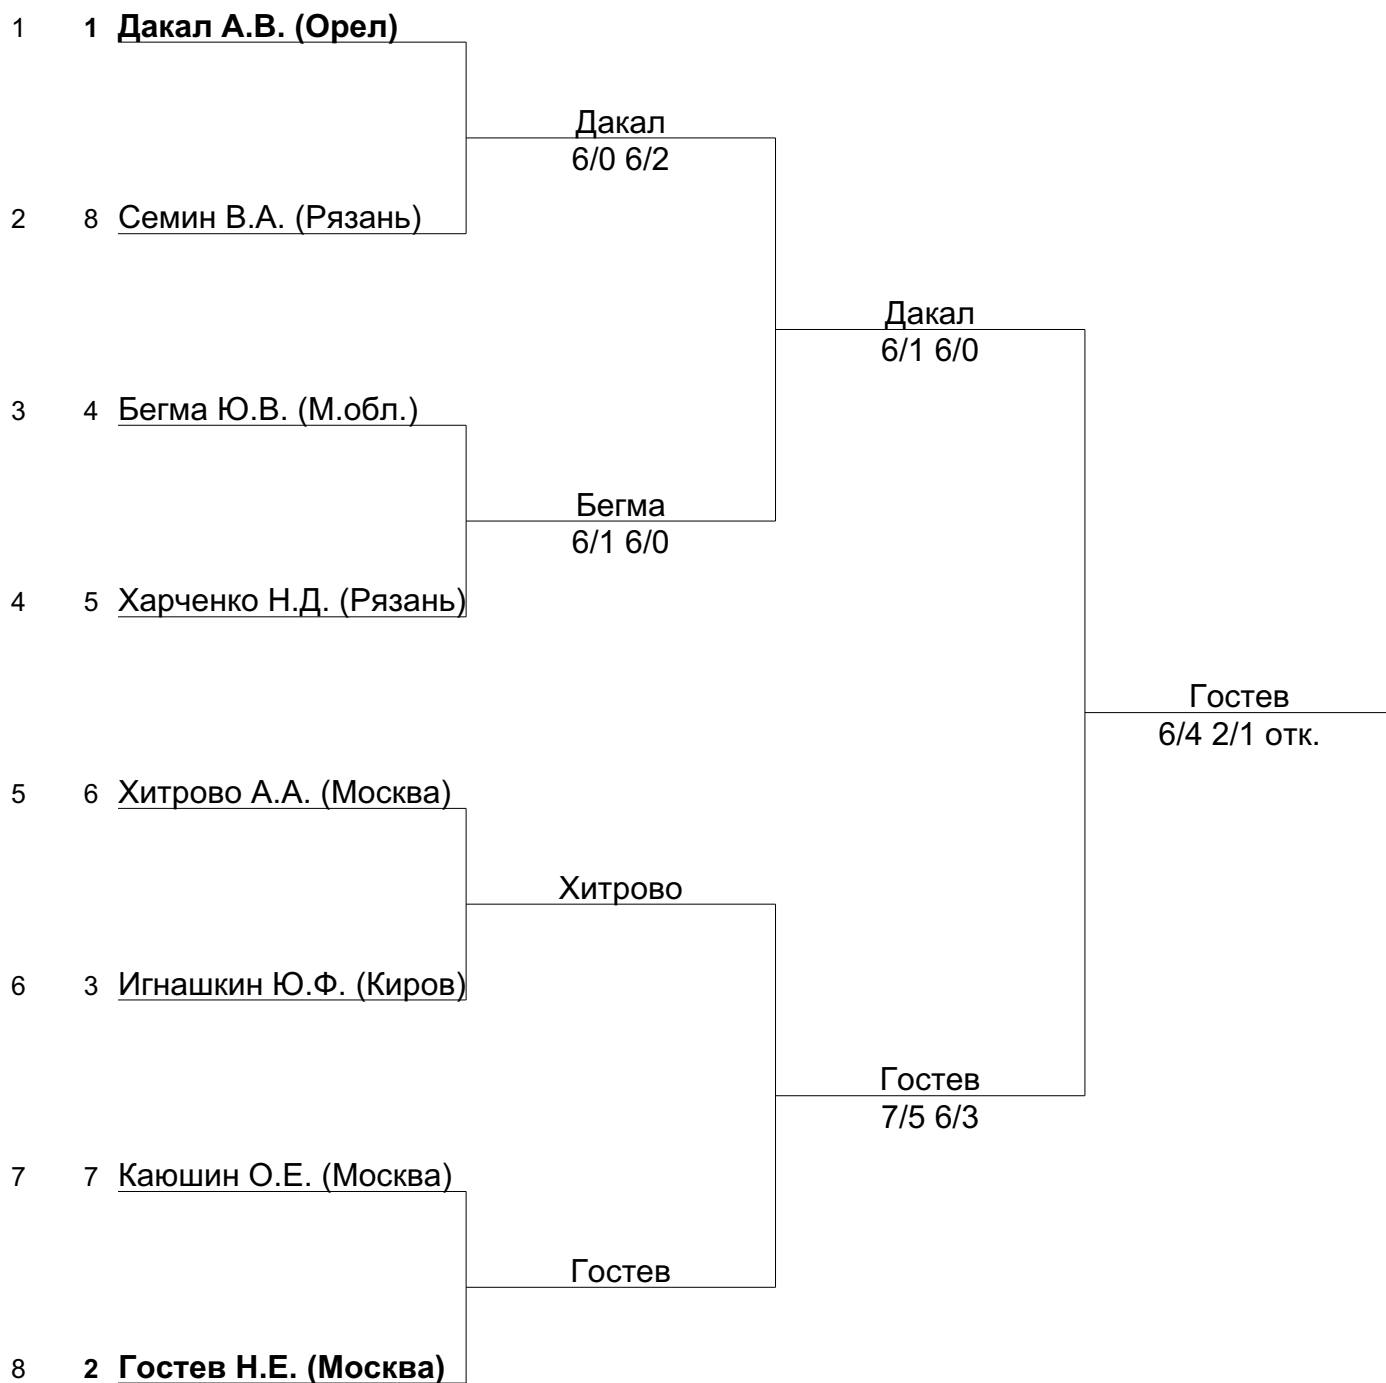 1 1 Дакал А.В. (Орел)
Дакал
6/0 6/2
2 8 Семин В.А. (Рязань)
Дакал
6/1 6/0
3 4 Бегма Ю.В. (М.обл.)
Бегма
6/1 6/0
4 5 Харченко Н.Д. (Рязань)
Гостев
6/4 2/1 отк.
5 6 Хитрово А.А. (Москва)
Хитрово
6 3 Игнашкин Ю.Ф. (Киров)
Гостев
7/5 6/3
7 7 Каюшин О.Е. (Москва)
Гостев
8 2 Гостев Н.Е. (Москва)